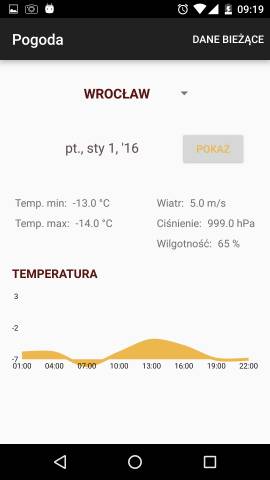 09:19
Pogoda DANE BIEŻĄCE
WROCŁAW
pt., sty 1, '16 POKAŻ
Temp. min: -13.0 °C Wiatr: 5.0 m/s
Temp. max: -14.0 °C Ciśnienie: 999.0 hPa
Wilgotność: 65 %
TEMPERATURA
3
-2
-7
01:00 04:00 07:00 10:00 13:00 16:00 19:00 22:00